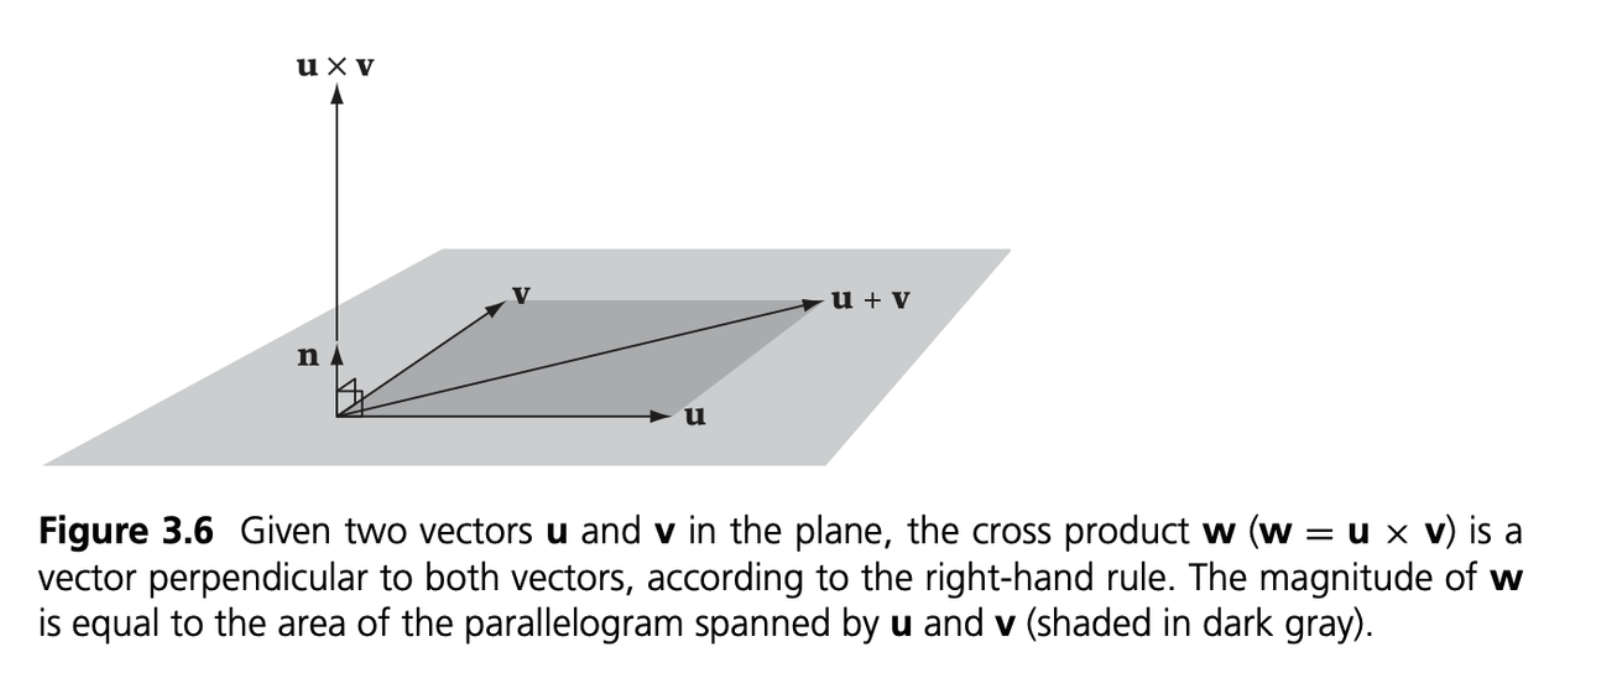 u × v
v
u + v
n
u
Figure 3.6 Given two vectors u and v in the plane, the cross product w (w = u × v) is a
vector perpendicular to both vectors, according to the right-hand rule. The magnitude of w
is equal to the area of the parallelogram spanned by u and v (shaded in dark gray).